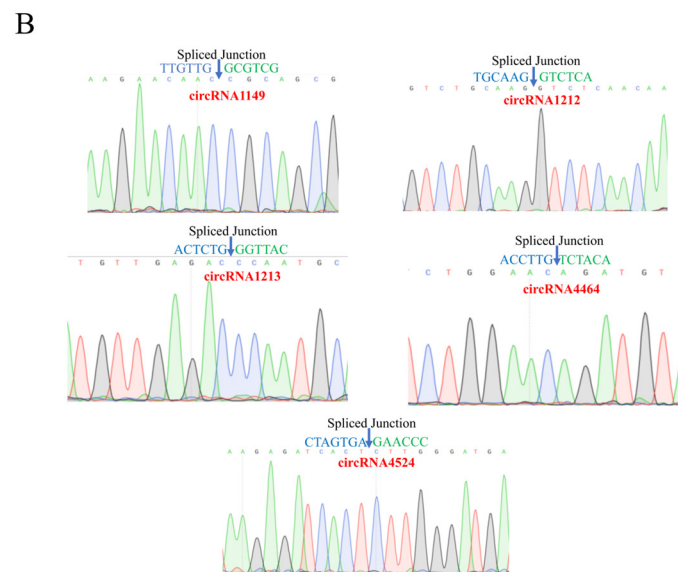 B
Spliced Junction
TTGTTG GCGTCG
A A G A A C A A C C G C A G C G
circRNA1149
Spliced Junction
TGCAAG GTCTCA
G T C T G C A A G G T C T C A A C A A
circRNA1212
Spliced Junction
ACTCTG GGTTAC
T G T T G A G A C C C A A T G C
circRNA1213
Spliced Junction
ACCTTG TCTACA
C T G G A A C A G A T G T
circRNA4464
Spliced Junction
CTAGTGA GAACCC
A A G A G A T C A C T C T T G G G A T G A
circRNA4524